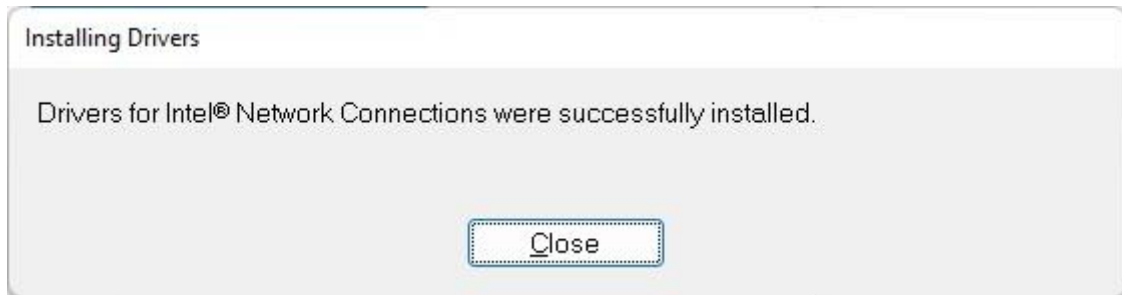 Installing Drivers
Drivers for Intel® Network Connections were successfully installed.
Close